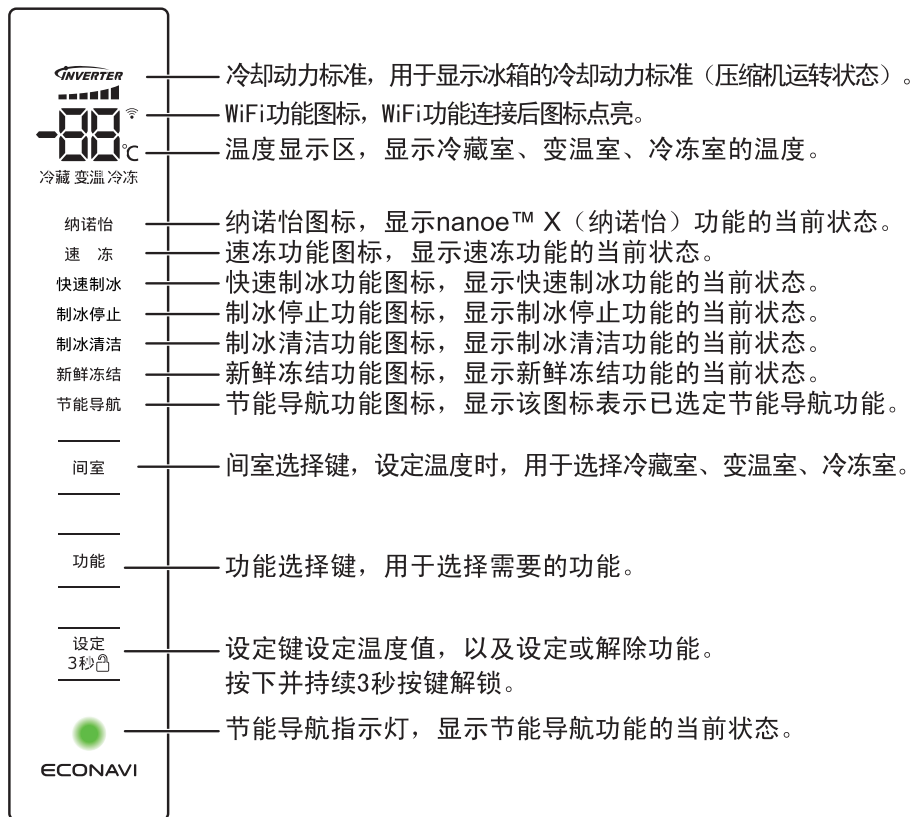 INVERTER
冷却动力标准，用于显示冰箱的冷却动力标准（压缩机运转状态）。
WiFi功能图标，WiFi功能连接后图标点亮。
-88℃
温度显示区，显示冷藏室、变温室、冷冻室的温度。
冷藏 变温 冷冻
纳诺怡
纳诺怡图标，显示nanoe™ X（纳诺怡）功能的当前状态。
速 冻
速冻功能图标，显示速冻功能的当前状态。
快速制冰
快速制冰功能图标，显示快速制冰功能的当前状态。
制冰停止
制冰停止功能图标，显示制冰停止功能的当前状态。
制冰清洁
制冰清洁功能图标，显示制冰清洁功能的当前状态。
新鲜冻结
新鲜冻结功能图标，显示新鲜冻结功能的当前状态。
节能导航
节能导航功能图标，显示该图标表示已选定节能导航功能。
间室
间室选择键，设定温度时，用于选择冷藏室、变温室、冷冻室。
功能
功能选择键，用于选择需要的功能。
设定
3秒
设定键设定温度值，以及设定或解除功能。
按下并持续3秒按键解锁。
节能导航指示灯，显示节能导航功能的当前状态。
ECONAVI